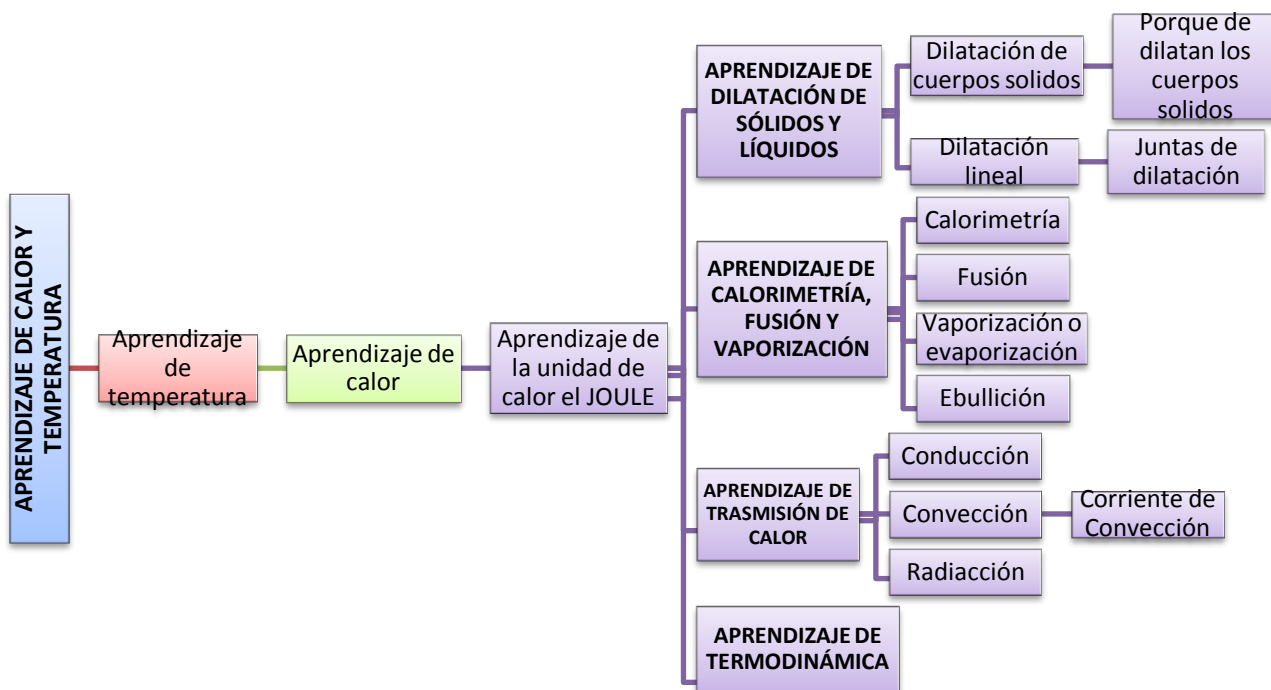 APRENDIZAJE DE CALOR Y
TEMPERATURA
Aprendizaje
de
temperatura
Aprendizaje de
calor
Aprendizaje de
la unidad de
calor el JOULE
APRENDIZAJE DE
DILATACIÓN DE
SÓLIDOS Y
LÍQUIDOS
Dilatación de
cuerpos solidos
Porque de
dilatan los
cuerpos
solidos
Dilatación
lineal
Juntas de
dilatación
APRENDIZAJE DE
CALORIMETRÍA,
FUSIÓN Y
VAPORIZACIÓN
Calorimetría
Fusión
Vaporización o
evaporización
Ebullición
APRENDIZAJE DE
TRASMISIÓN DE
CALOR
Conducción
Convección
Corriente de
Convección
Radiacción
APRENDIZAJE DE
TERMODINÁMICA